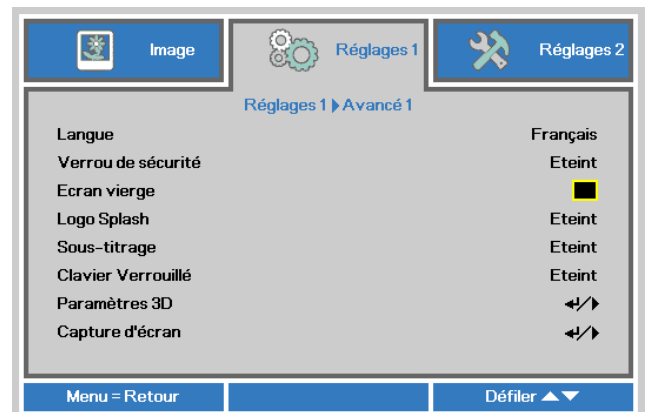 Image
Réglages 1
Réglages 2
Réglages 1 Avancé 1
Langue Français
Verrou de sécurité Eteint
Ecran vierge
Logo Splash Eteint
Sous-titrage Eteint
Clavier Verrouillé Eteint
Paramètres 3D
Capture d'écran
Menu = Retour
Défiler